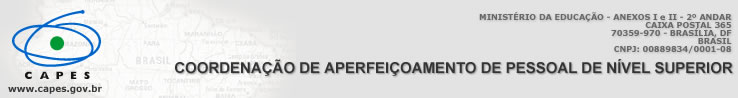 MINISTÉRIO DA EDUCAÇÃO - ANEXOS I e II - 2º ANDAR
CAIXA POSTAL 365
70359-970 - BRASÍLIA, DF
BRASIL
CNPJ: 00889834/0001-08
CAPES
www.capes.gov.br
COORDENAÇÃO DE APERFEIÇOAMENTO DE PESSOAL DE NÍVEL SUPERIOR
BRASIL